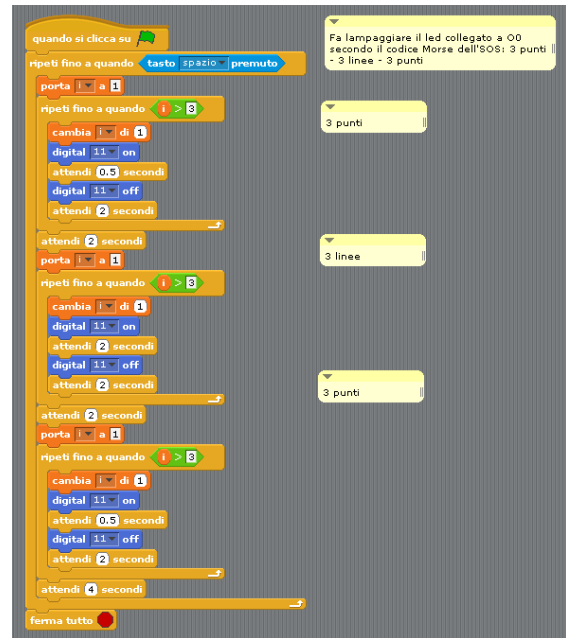 quando si clicca su
ripeti fino a quando tasto spazio premuto
porta i a 1
ripeti fino a quando i > 3
cambia i di 1
digital 11 on
attendi 0.5 secondi
digital 11 off
attendi 2 secondi
attendi 2 secondi
porta i a 1
ripeti fino a quando i > 3
cambia i di 1
digital 11 on
attendi 2 secondi
digital 11 off
attendi 2 secondi
attendi 2 secondi
porta i a 1
ripeti fino a quando i > 3
cambia i di 1
digital 11 on
attendi 0.5 secondi
digital 11 off
attendi 2 secondi
attendi 4 secondi
ferma tutto
Fa lampaggiare il led collegato a O0
secondo il codice Morse dell'SOS: 3 punti
- 3 linee - 3 punti
3 punti
3 linee
3 punti